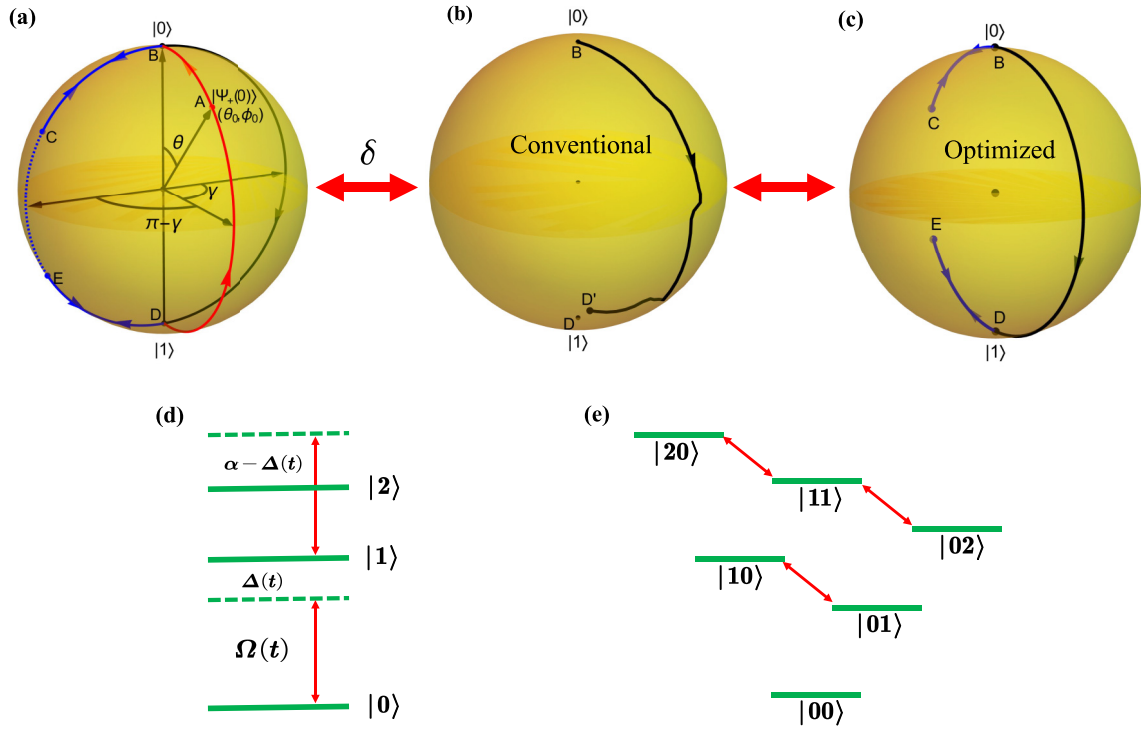 (a)
|0⟩
B
A
|Ψ₊(0)⟩
(θ₀,ϕ₀)
C
θ
γ
π−γ
E
D
|1⟩
δ
(b)
|0⟩
B
Conventional
D'
D
|1⟩
(c)
|0⟩
B
C
Optimized
E
D
|1⟩
(d)
α − Δ(t)
|2⟩
|1⟩
Δ(t)
Ω(t)
|0⟩
(e)
|20⟩
|11⟩
|02⟩
|10⟩
|01⟩
|00⟩